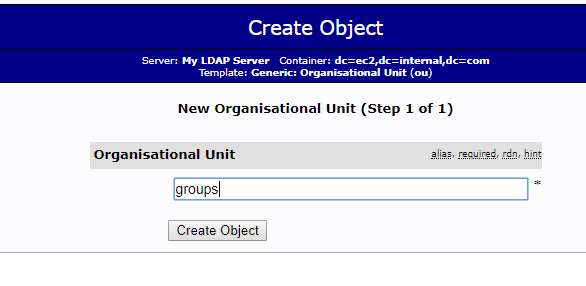 Create Object
Server: My LDAP Server Container: dc=ec2,dc=internal,dc=com
Template: Generic: Organisational Unit (ou)
New Organisational Unit (Step 1 of 1)
Organisational Unit alias, required, rdn, hint
groups *
Create Object